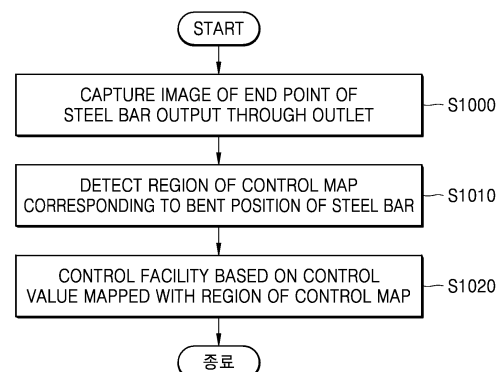 START
CAPTURE IMAGE OF END POINT OF
STEEL BAR OUTPUT THROUGH OUTLET
S1000
DETECT REGION OF CONTROL MAP
CORRESPONDING TO BENT POSITION OF STEEL BAR
S1010
CONTROL FACILITY BASED ON CONTROL
VALUE MAPPED WITH REGION OF CONTROL MAP
S1020
종료